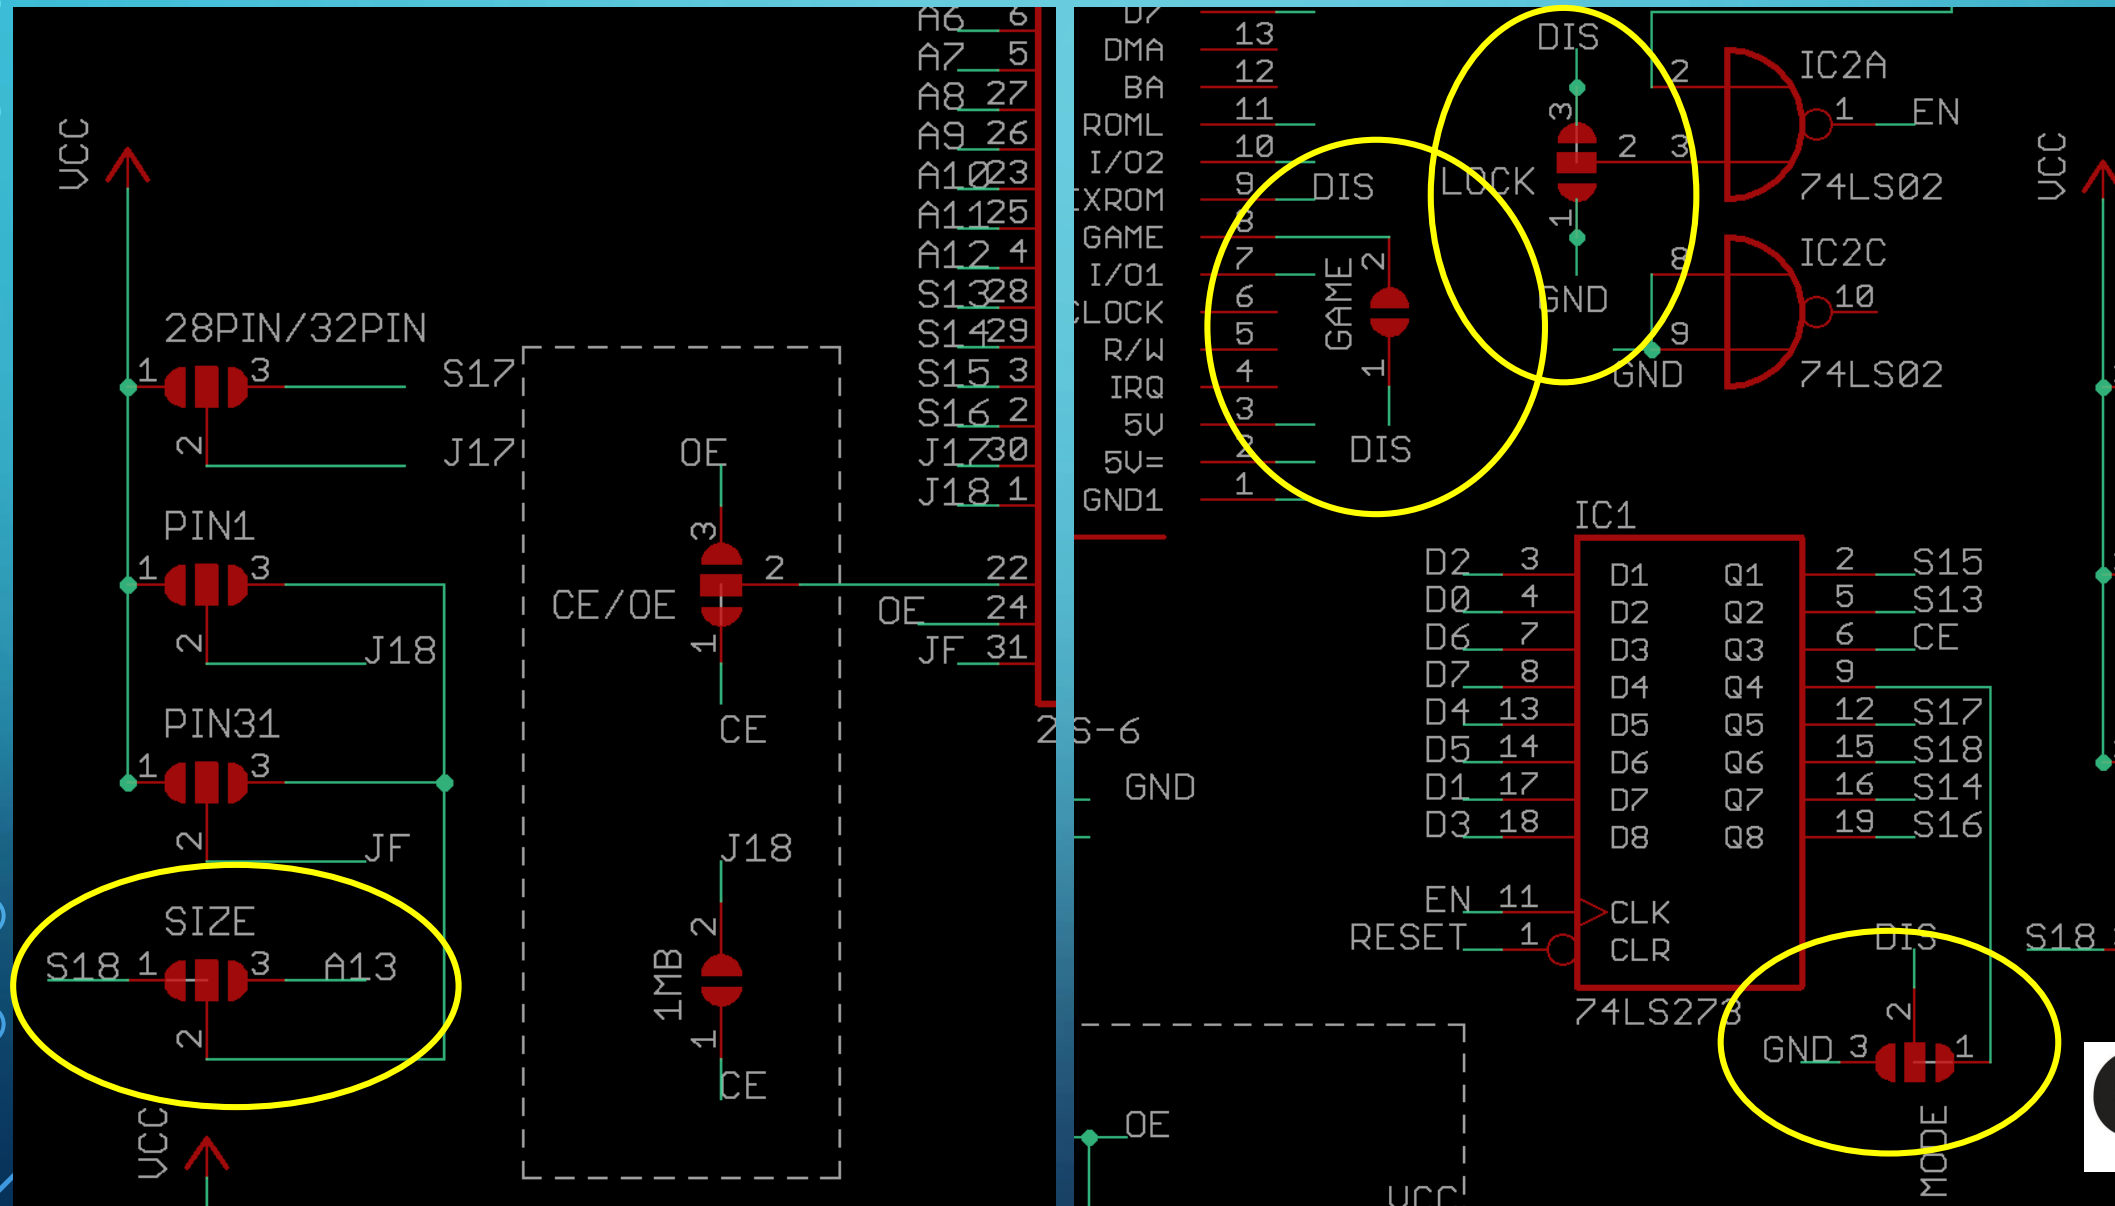 A6 6
A7 5
A8 27
A9 26
A10 23
A11 25
A12 4
S13 28
S14 29
S15 3
S16 2
J17 30
J18 1
22
OE 24
JF 31
VCC
28PIN/32PIN
1 3 S17
2 J17
PIN1
1 3
2 J18
PIN31
1 3
2 JF
SIZE
S18 1 3 A13
2
VCC
OE
3
2
CE/OE
1
CE
J18
2
1MB
1
CE
S-6
D7
DMA 13
BA 12
ROML 11
I/O2 10
EXROM 9 DIS
GAME 8
I/O1 7
CLOCK 6
R/W 5
IRQ 4
5V 3
5V= 2
GND1 1
2
GAME
1
DIS
DIS
3
2 3
LOCK
1
GND
2
IC2A
1 EN
74LS02
8
IC2C
10
9
GND
74LS02
VCC
IC1
D2 3 D1 Q1 2 S15
D0 4 D2 Q2 5 S13
D6 7 D3 Q3 6 CE
D7 8 D4 Q4 9
D4 13 D5 Q5 12 S17
D5 14 D6 Q6 15 S18
D1 17 D7 Q7 16 S14
D3 18 D8 Q8 19 S16
EN 11 CLK
RESET 1 CLR
74LS273
GND
OE
VCC
DIS
2
GND 3 1
MODE
S18